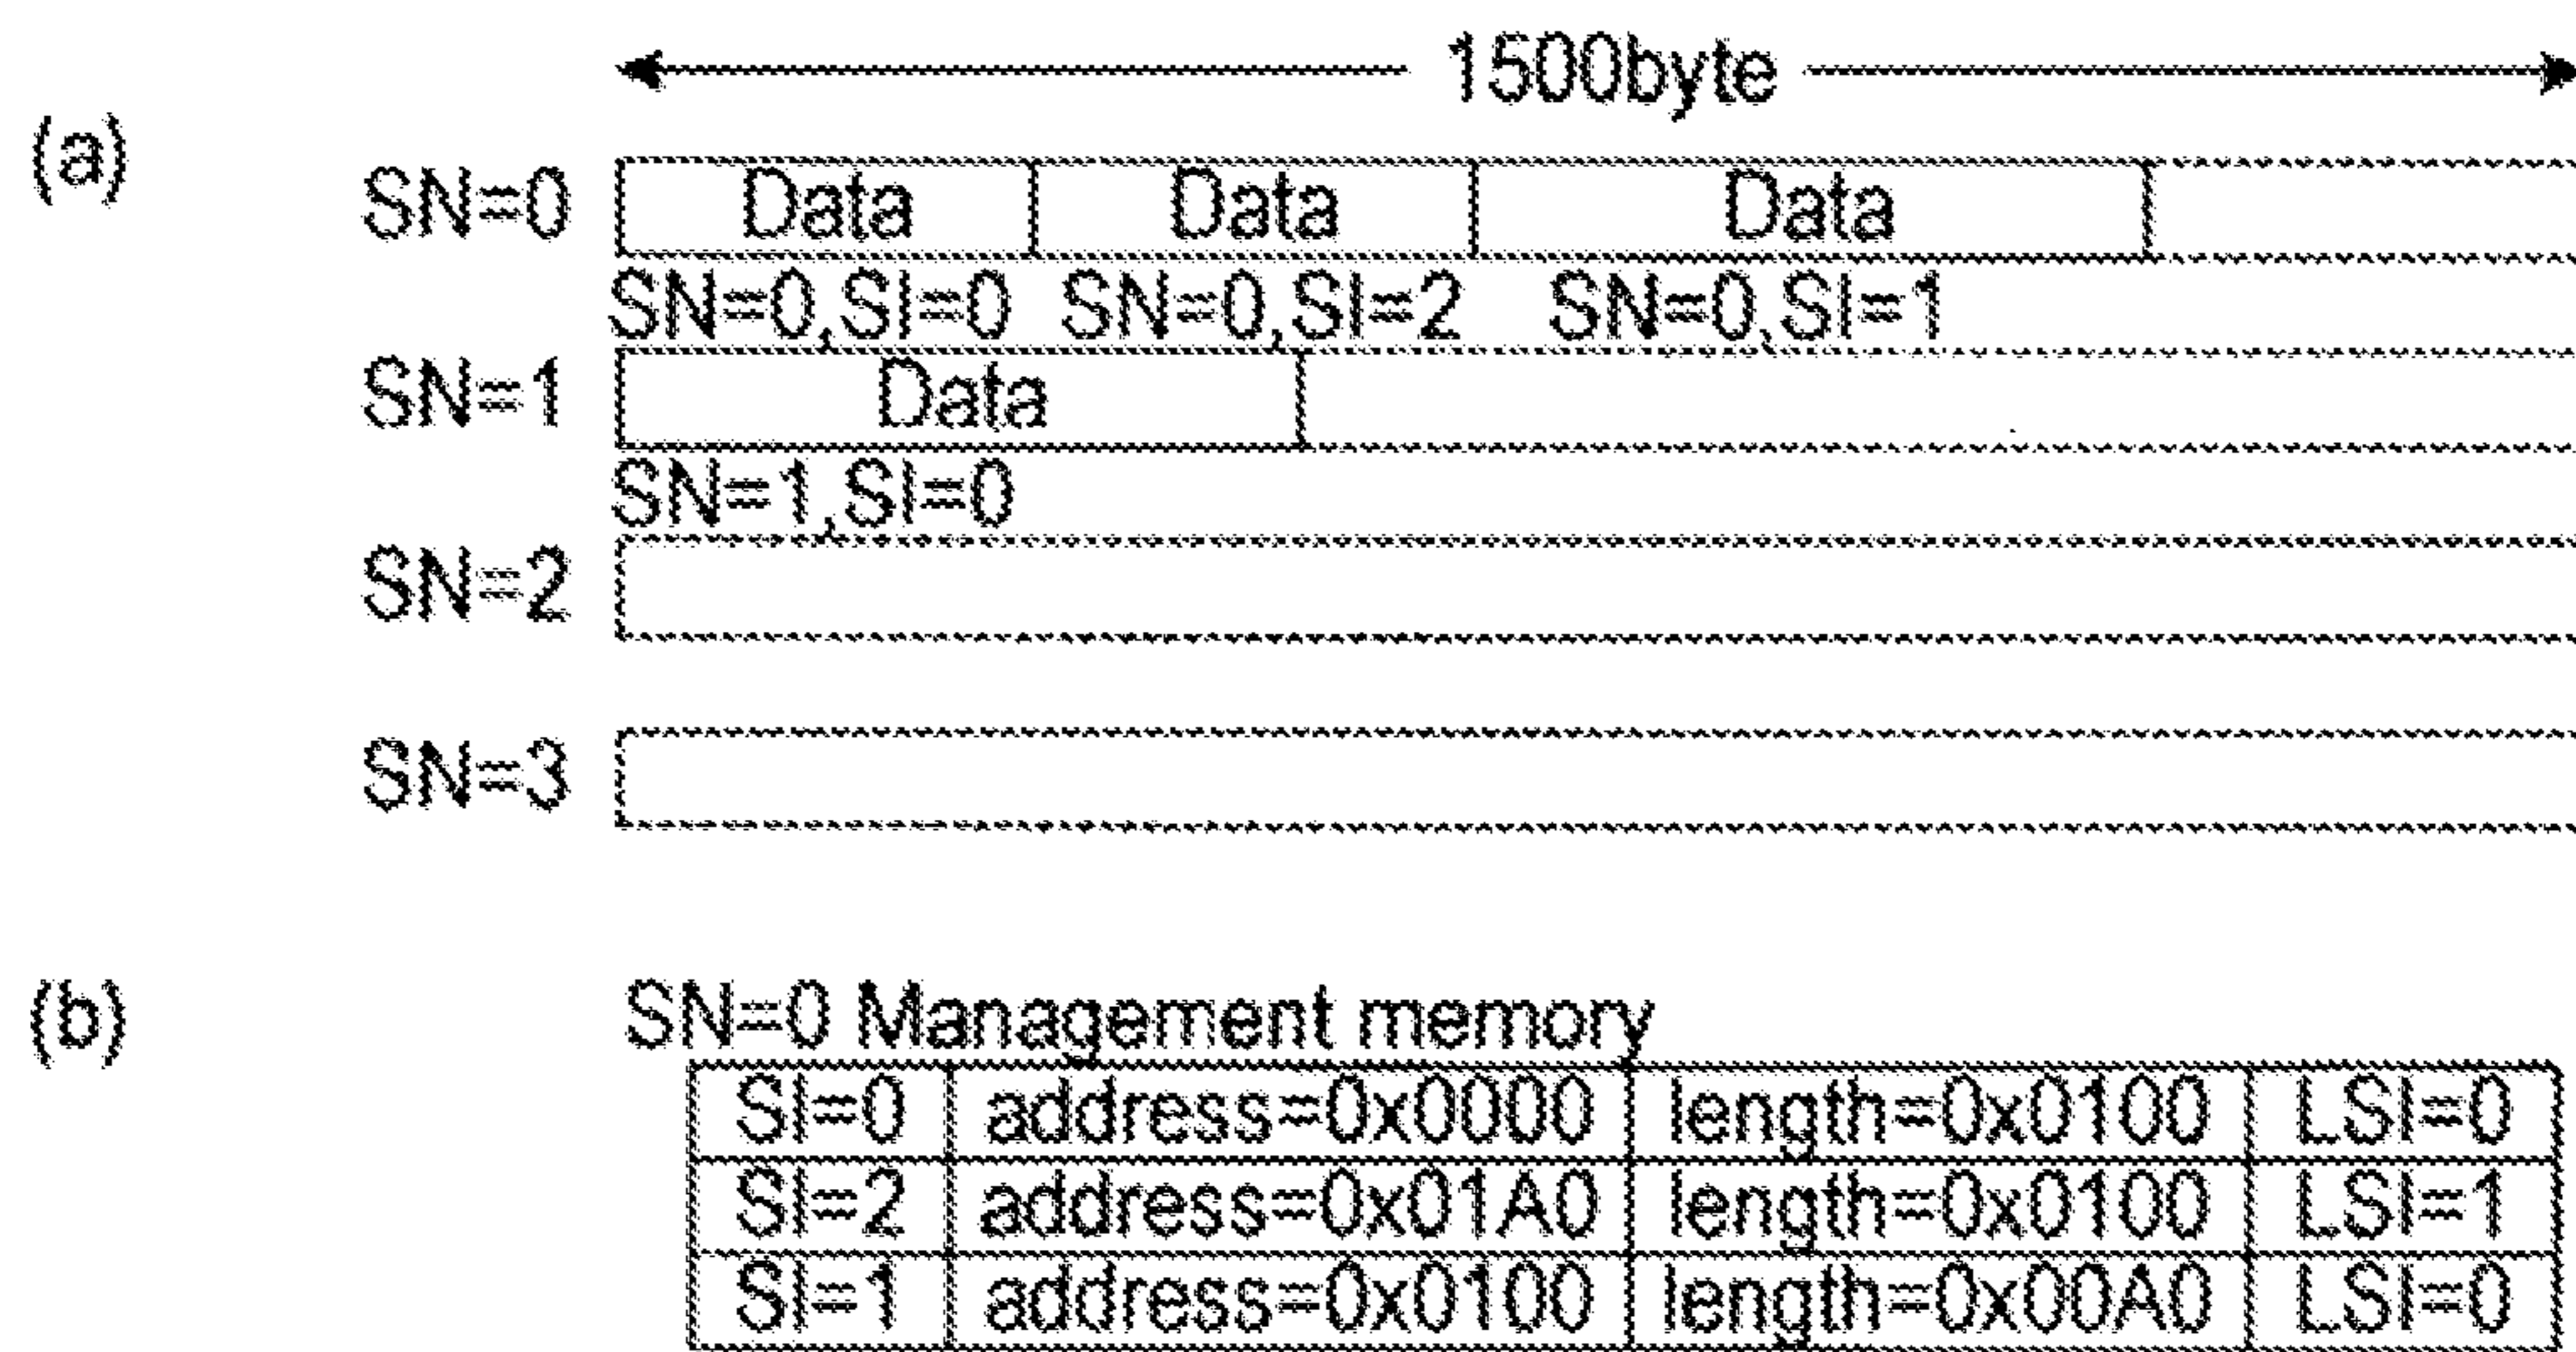 1500byte
(a)
SN=0 Data Data Data
SN=0,SI=0 SN=0,SI=2 SN=0,SI=1
SN=1 Data
SN=1,SI=0
SN=2
SN=3
(b) SN=0 Management memory
SI=0 address=0x0000 length=0x0100 LSI=0
SI=2 address=0x01A0 length=0x0100 LSI=1
SI=1 address=0x0100 length=0x00A0 LSI=0